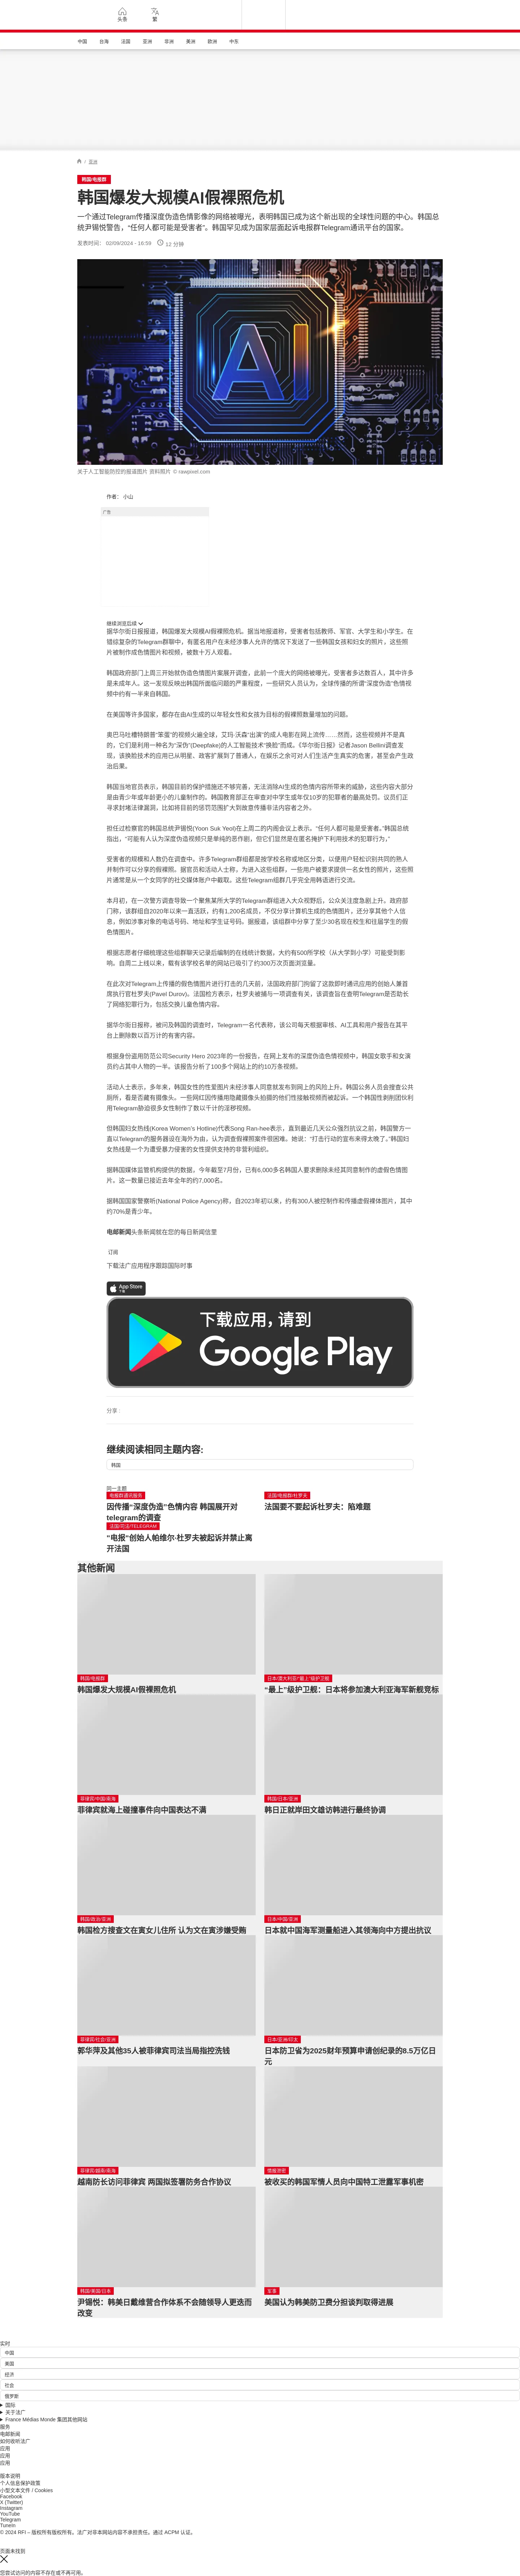 头条
繁
中国 台湾 法国 亚洲 非洲 美洲 欧洲 中东
/ 亚洲
韩国/电报群
韩国爆发大规模AI假裸照危机
一个通过Telegram传播深度伪造色情影像的网络被曝光，表明韩国已成为这个新出现的全球性问题的中心。韩国总
统尹锡悦警告，“任何人都可能是受害者”。韩国罕见成为国家层面起诉电报群Telegram通讯平台的国家。
发表时间： 02/09/2024 - 16:59 12 分钟
AI
关于人工智能防控的报道图片 资料照片 © rawpixel.com
作者： 小山
广告
继续浏览后续
据华尔街日报报道，韩国爆发大规模AI假裸照危机。据当地报道称，受害者包括教师、军官、大学生和小学生。在
错综复杂的Telegram群聊中，有匿名用户在未经涉事人允许的情况下发送了一些韩国女孩和妇女的照片，这些照
片被制作成色情图片和视频，被数十万人观看。
韩国政府部门上周三开始就伪造色情图片案展开调查，此前一个庞大的网络被曝光，受害者多达数百人，其中许多
是未成年人。这一发现反映出韩国所面临问题的严重程度，一些研究人员认为，全球传播的所谓“深度伪造”色情视
频中约有一半来自韩国。
在美国等许多国家，都存在由AI生成的以年轻女性和女孩为目标的假裸照数量增加的问题。
奥巴马吐槽特朗普“笨蛋”的视频火遍全球，艾玛·沃森“出演”的成人电影在网上流传……然而，这些视频并不是真
的，它们是利用一种名为“深伪”(Deepfake)的人工智能技术“换脸”而成。《华尔街日报》记者Jason Bellini调查发
现，该换脸技术的应用已从明星、政客扩展到了普通人，在娱乐之余可对人们生活产生真实的危害，甚至会产生政
治后果。
韩国当地官员表示，韩国目前的保护措施还不够完善，无法消除AI生成的色情内容所带来的威胁，这些内容大部分
是由青少年或年龄更小的儿童制作的。韩国教育部正在审查对中学生或年仅10岁的犯罪者的最高处罚。议员们正
寻求封堵法律漏洞，比如将目前的惩罚范围扩大到故意传播非法内容者之外。
担任过检察官的韩国总统尹锡悦(Yoon Suk Yeol)在上周二的内阁会议上表示。“任何人都可能是受害者，”韩国总统
指出，“可能有人认为深度伪造视频只是单纯的恶作剧，但它们显然是在匿名掩护下利用技术的犯罪行为，”
受害者的规模和人数仍在调查中。许多Telegram群组都是按学校名称或地区分类，以便用户轻松识别共同的熟人
并制作可以分享的假裸照。据官员和活动人士称，为进入这些组群，一些用户被要求提供一名女性的照片，这些照
片通常是从一个女同学的社交媒体账户中截取。这些Telegram组群几乎完全用韩语进行交流。
本月初，在一次警方调查导致一个聚焦某所大学的Telegram群组进入大众视野后，公众关注度急剧上升。政府部
门称，该群组自2020年以来一直活跃，约有1,200名成员，不仅分享计算机生成的色情图片，还分享其他个人信
息，例如涉事对象的电话号码、地址和学生证号码。据报道，该组群中分享了至少30名现在校生和往届学生的假
色情图片。
根据志愿者仔细梳理这些组群聊天记录后编制的在线统计数据，大约有500所学校（从大学到小学）可能受到影
响。自周二上线以来，载有该学校名单的网站已吸引了约300万次页面浏览量。
在此次对Telegram上传播的假色情图片进行打击的几天前，法国政府部门拘留了这款即时通讯应用的创始人兼首
席执行官杜罗夫(Pavel Durov)。法国检方表示，杜罗夫被捕与一项调查有关，该调查旨在查明Telegram是否助长
了网络犯罪行为，包括交换儿童色情内容。
据华尔街日报称，被问及韩国的调查时，Telegram一名代表称，该公司每天根据审核、AI工具和用户报告在其平
台上删除数以百万计的有害内容。
根据身份盗用防范公司Security Hero 2023年的一份报告，在网上发布的深度伪造色情视频中，韩国女歌手和女演
员约占其中人物的一半。该报告分析了100多个网站上的约10万条视频。
活动人士表示，多年来，韩国女性的性爱图片未经涉事人同意就发布到网上的风险上升。韩国公务人员会搜查公共
厕所，看是否藏有摄像头。一些网红因传播用隐藏摄像头拍摄的他们性接触视频而被起诉。一个韩国性剥削团伙利
用Telegram胁迫很多女性制作了数以千计的淫秽视频。
但韩国妇女热线(Korea Women's Hotline)代表Song Ran-hee表示，直到最近几天公众强烈抗议之前，韩国警方一
直以Telegram的服务器设在海外为由，认为调查假裸照案件很困难。她说：“打击行动的宣布来得太晚了。”韩国妇
女热线是一个为遭受暴力侵害的女性提供支持的非营利组织。
据韩国媒体监管机构提供的数据，今年截至7月份，已有6,000多名韩国人要求删除未经其同意制作的虚假色情图
片。这一数量已接近去年全年的约7,000名。
据韩国国家警察听(National Police Agency)称，自2023年初以来，约有300人被控制作和传播虚假裸体图片，其中
约70%是青少年。
电邮新闻头条新闻就在您的每日新闻信里
订阅
下载法广应用程序跟踪国际时事
App Store
下载应用，请到
Google Play
分享 :
继续阅读相同主题内容:
韩国
同一主题
电报群通讯服务
因传播“深度伪造”色情内容 韩国展开对
telegram的调查
法国/电报群/杜罗夫
法国要不要起诉杜罗夫：陷难题
法国/司法/TELEGRAM
“电报”创始人帕维尔·杜罗夫被起诉并禁止离
开法国
其他新闻
韩国/电报群
韩国爆发大规模AI假裸照危机
日本/澳大利亚/“最上”级护卫舰
“最上”级护卫舰：日本将参加澳大利亚海军新舰竞标
菲律宾/中国/南海
菲律宾就海上碰撞事件向中国表达不满
韩国/日本/亚洲
韩日正就岸田文雄访韩进行最终协调
韩国/政治/亚洲
韩国检方搜查文在寅女儿住所 认为文在寅涉嫌受贿
日本/中国/亚洲
日本就中国海军测量船进入其领海向中方提出抗议
菲律宾/社会/亚洲
郭华萍及其他35人被菲律宾司法当局指控洗钱
日本/亚洲/印太
日本防卫省为2025财年预算申请创纪录的8.5万亿日
元
菲律宾/越南/南海
越南防长访问菲律宾 两国拟签署防务合作协议
情报泄密
被收买的韩国军情人员向中国特工泄露军事机密
韩国/美国/日本
尹锡悦：韩美日戴维营合作体系不会随领导人更迭而
改变
军事
美国认为韩美防卫费分担谈判取得进展
实时
中国
美国
经济
社会
俄罗斯
国际
关于法广
France Médias Monde 集团其他网站
服务
电邮新闻
如何收听法广
应用
应用
应用
版本说明
个人信息保护政策
小型文本文件 / Cookies
Facebook
X (Twitter)
Instagram
YouTube
Telegram
TuneIn
© 2024 RFI – 版权所有版权所有。法广对非本网站内容不承担责任。通过 ACPM 认证。
页面未找到
您尝试访问的内容不存在或不再可用。